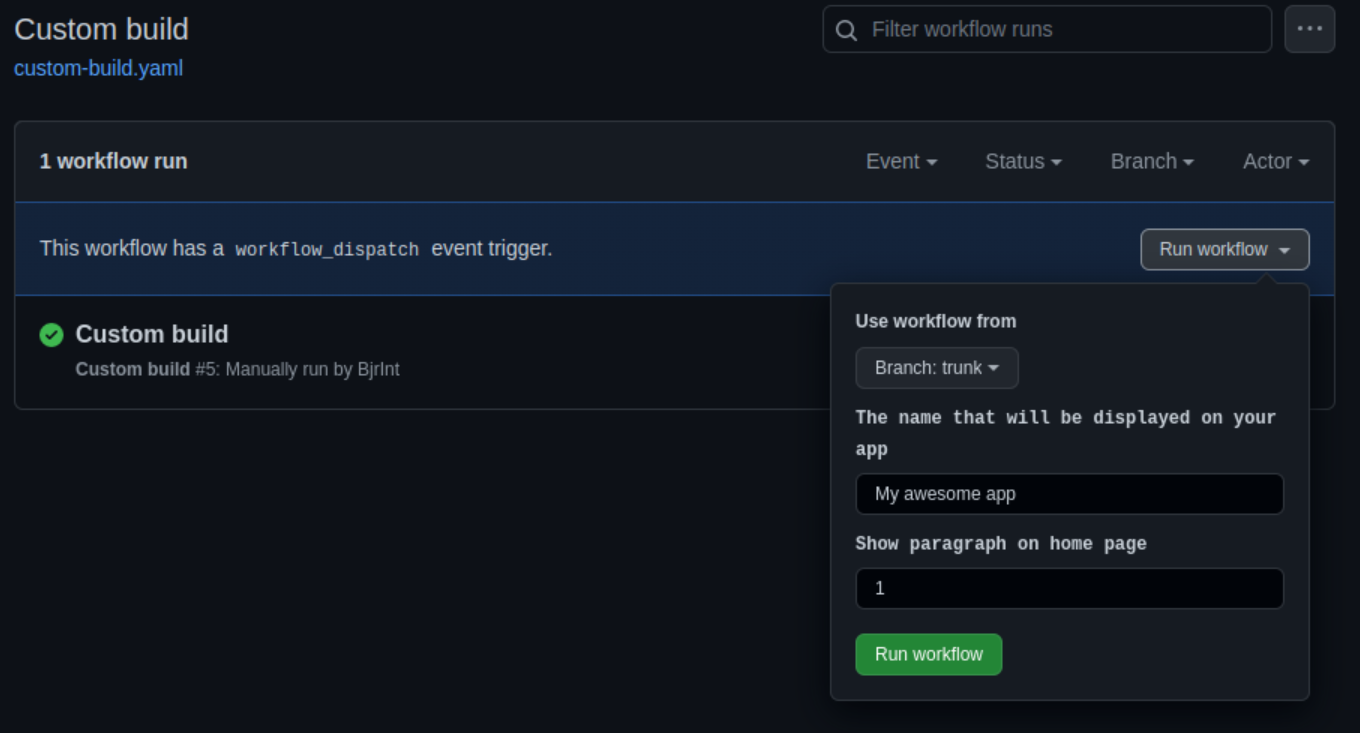 Custom build
Filter workflow runs
custom-build.yaml
1 workflow run
Event
Status
Branch
Actor
This workflow has a workflow_dispatch event trigger.
Run workflow
Custom build
Custom build #5: Manually run by BjrInt
Use workflow from
Branch: trunk
The name that will be displayed on your
app
My awesome app
Show paragraph on home page
1
Run workflow